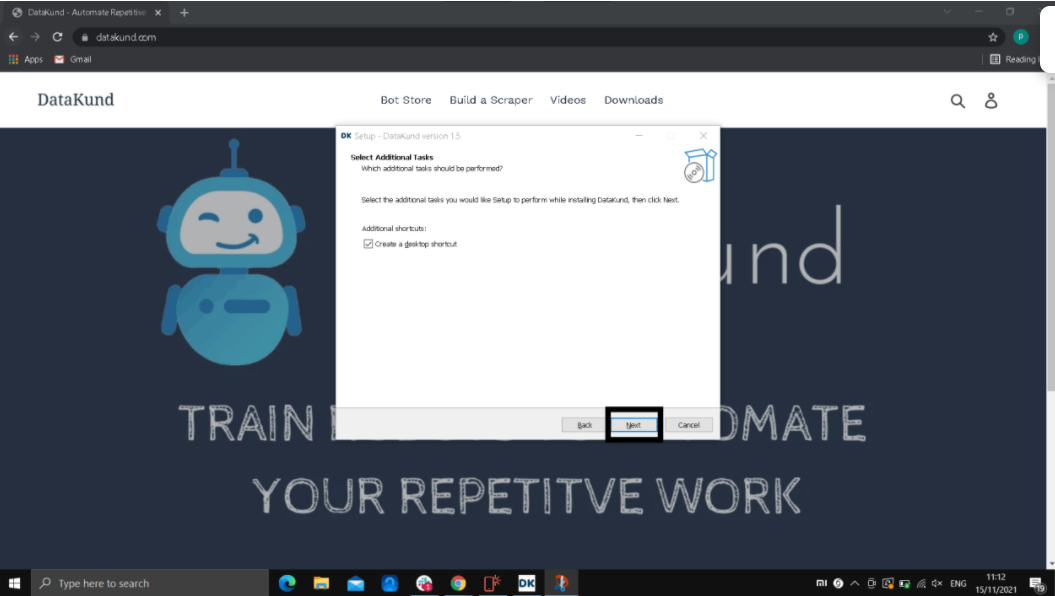 DataKund - Automate Repetitive
datakund.com
P
Apps
Gmail
Reading
DataKund
Bot Store
Build a Scraper
Videos
Downloads
DK Setup - DataKund version 1.5
Select Additional Tasks
Which additional tasks should be performed?
Select the additional tasks you would like Setup to perform while installing DataKund, then click Next.
Additional shortcuts:
Create a desktop shortcut
und
Back
Next
Cancel
TRAIN
OMATE
YOUR REPETITVE WORK
Type here to search
DK
ENG
11:12
15/11/2021
19